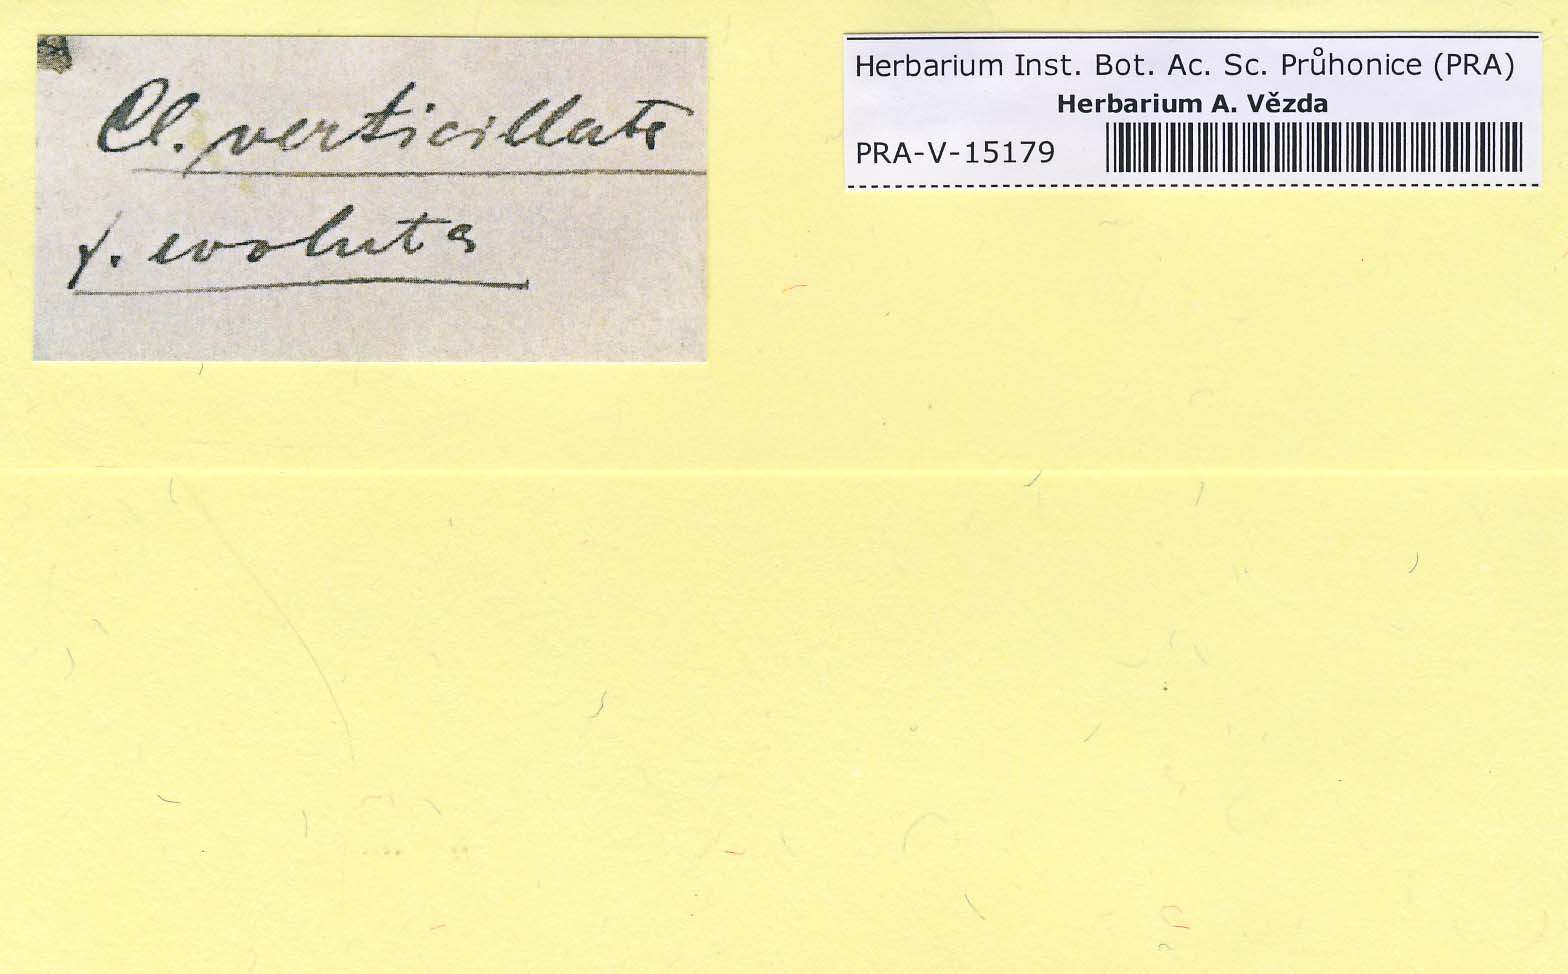 Cl. verticillata
f. evoluta
Herbarium Inst. Bot. Ac. Sc. Průhonice (PRA)
Herbarium A. Vězda
PRA-V-15179